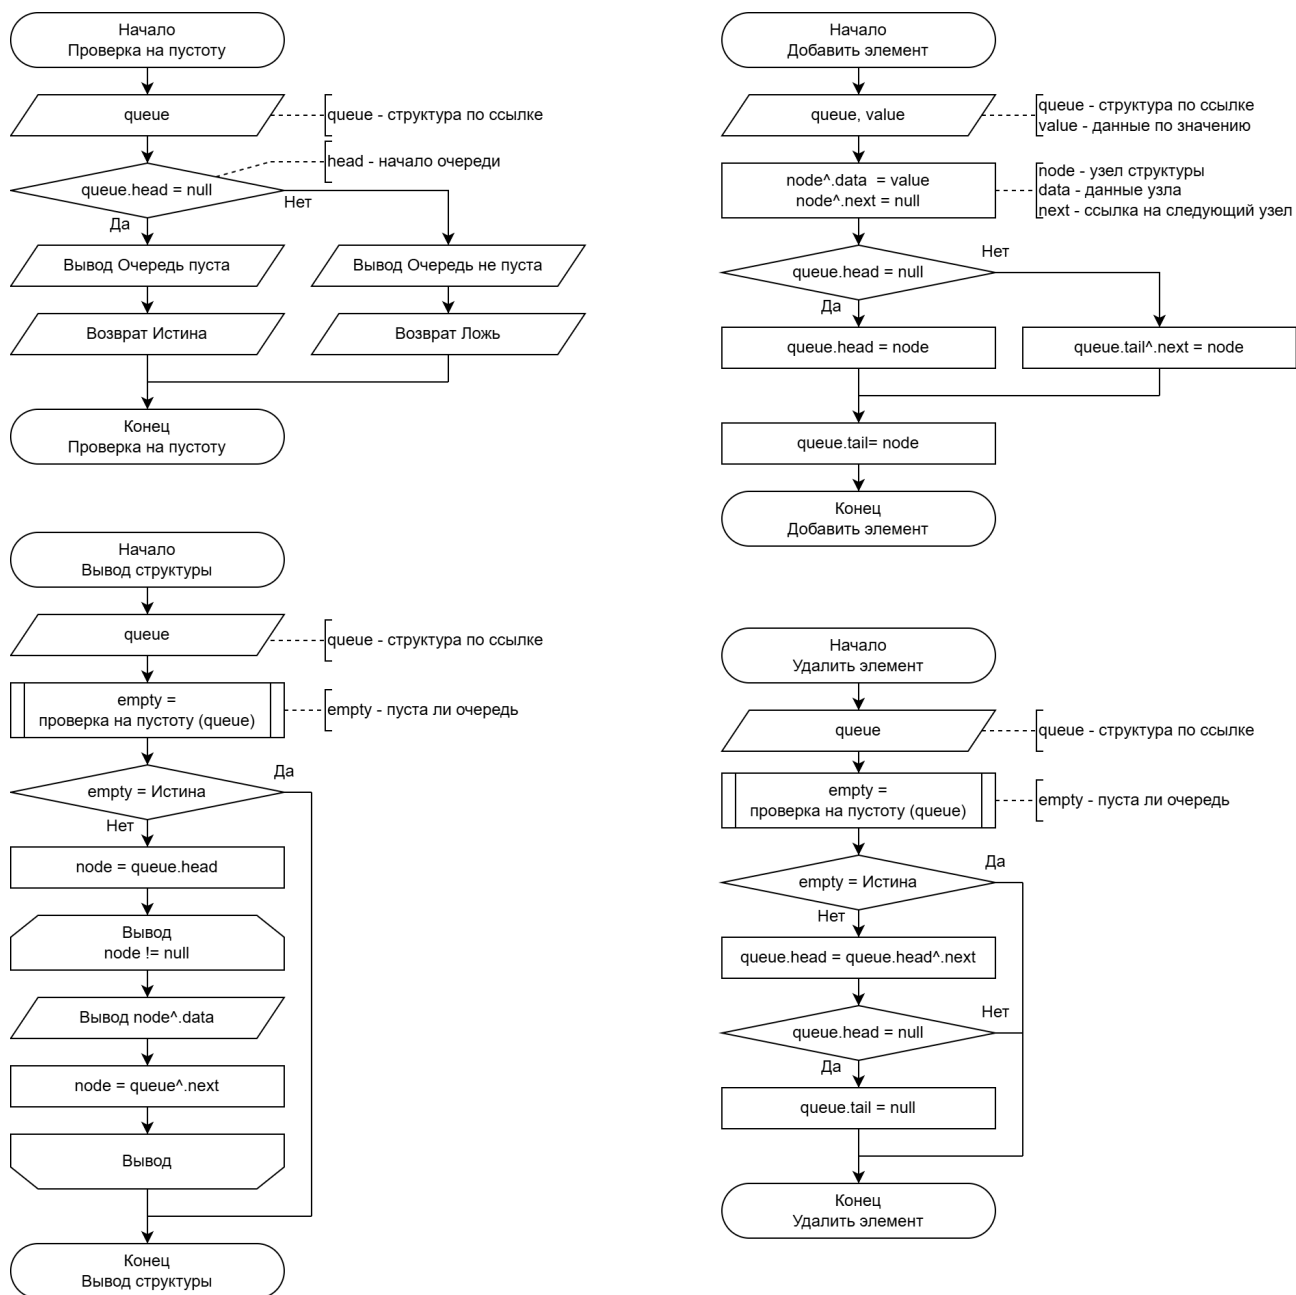 Начало
Проверка на пустоту
queue
queue - структура по ссылке
head - начало очереди
queue.head = null
Нет
Да
Вывод Очередь пуста
Вывод Очередь не пуста
Возврат Истина
Возврат Ложь
Конец
Проверка на пустоту
Начало
Добавить элемент
queue, value
queue - структура по ссылке
value - данные по значению
node^.data = value
node^.next = null
node - узел структуры
data - данные узла
next - ссылка на следующий узел
queue.head = null
Нет
Да
queue.head = node
queue.tail^.next = node
queue.tail= node
Конец
Добавить элемент
Начало
Вывод структуры
queue
queue - структура по ссылке
empty =
проверка на пустоту (queue)
empty - пуста ли очередь
Да
empty = Истина
Нет
node = queue.head
Вывод
node != null
Вывод node^.data
node = queue^.next
Вывод
Конец
Вывод структуры
Начало
Удалить элемент
queue
queue - структура по ссылке
empty =
проверка на пустоту (queue)
empty - пуста ли очередь
Да
empty = Истина
Нет
queue.head = queue.head^.next
Нет
queue.head = null
Да
queue.tail = null
Конец
Удалить элемент